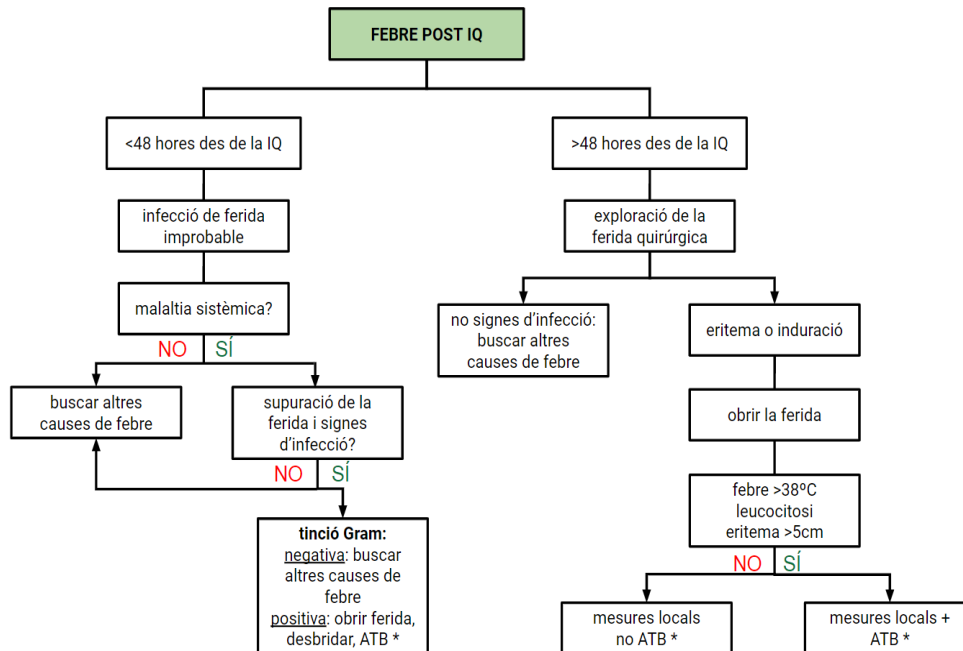 FEBRE POST IQ
<48 hores des de la IQ
>48 hores des de la IQ
infecció de ferida
improbable
exploració de la
ferida quirúrgica
malaltia sistèmica?
no signes d'infecció:
buscar altres
causes de febre
eritema o induració
NO
SÍ
buscar altres
causes de febre
supuració de la
ferida i signes
d'infecció?
obrir la ferida
NO
SÍ
febre >38ºC
leucocitosi
eritema >5cm
tinció Gram:
negativa: buscar
altres causes de
febre
positiva: obrir ferida,
desbridar, ATB *
NO
SÍ
mesures locals
no ATB *
mesures locals +
ATB *